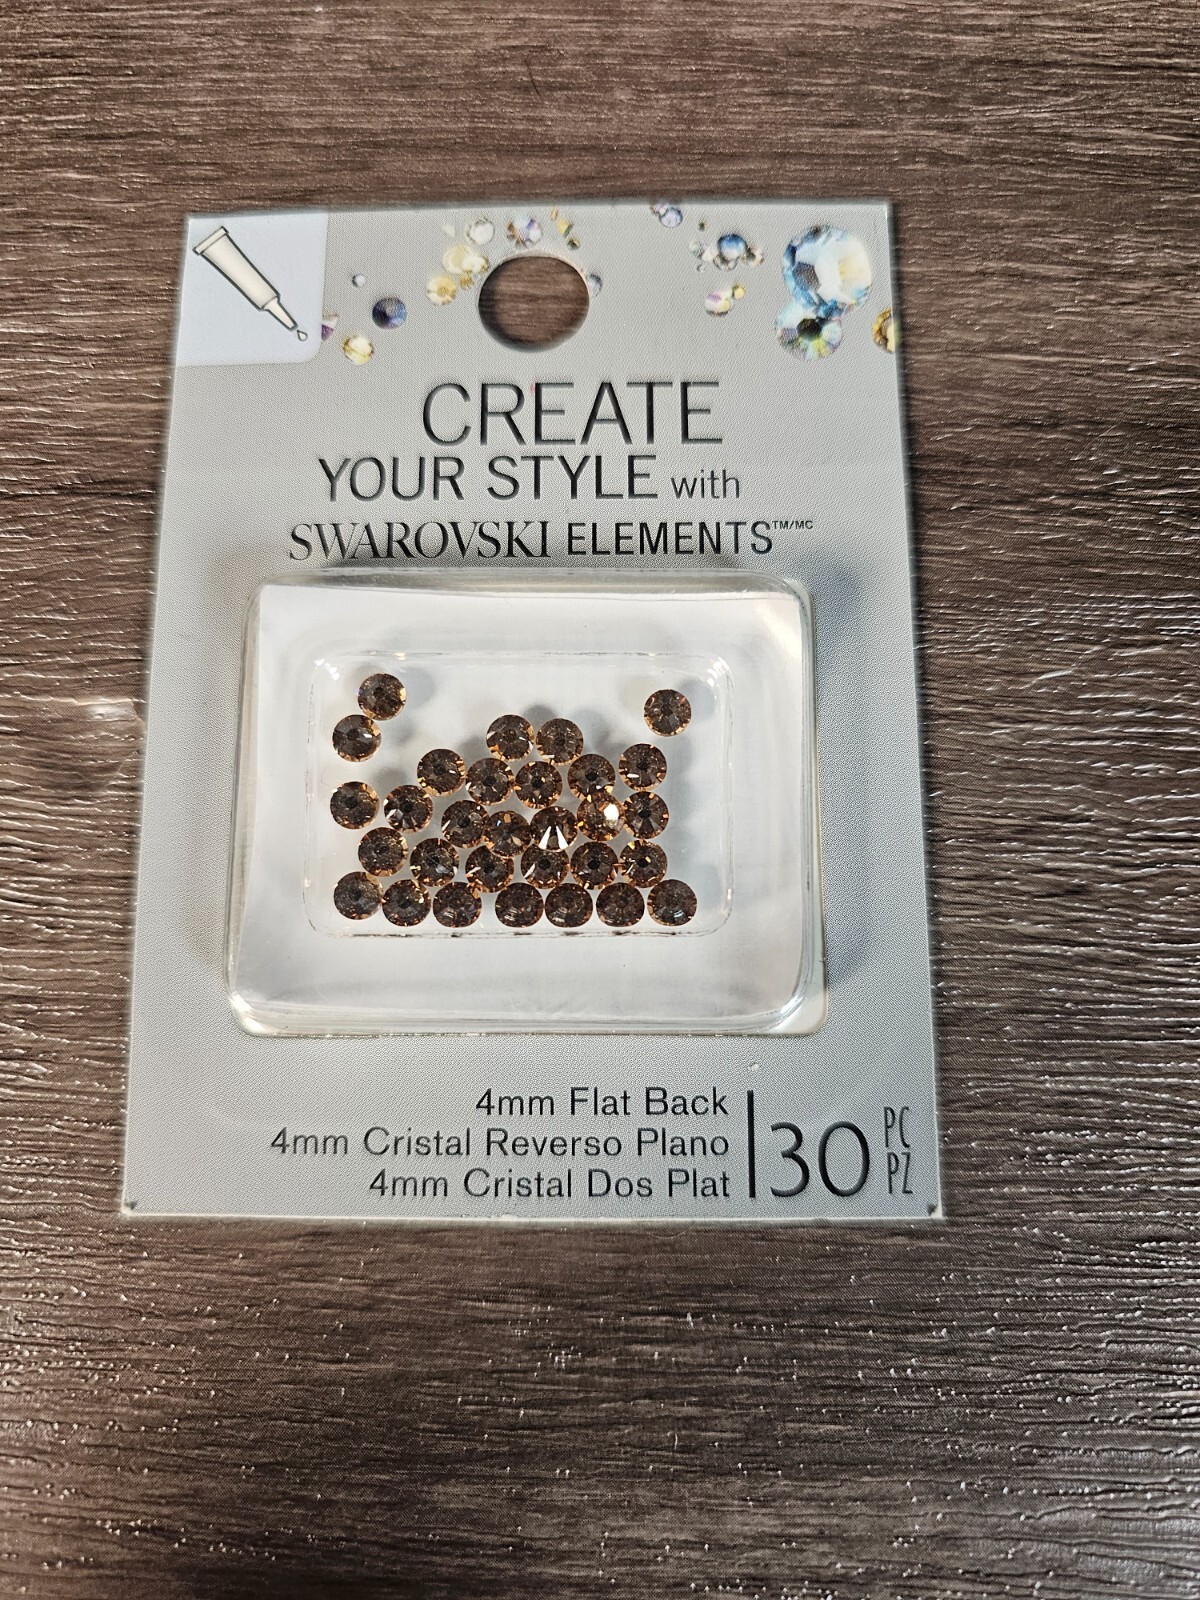 CREATE
YOUR STYLE with
SWAROVSKI ELEMENTS™/MC
4mm Flat Back
4mm Cristal Reverso Plano
4mm Cristal Dos Plat
30 PC
PZ